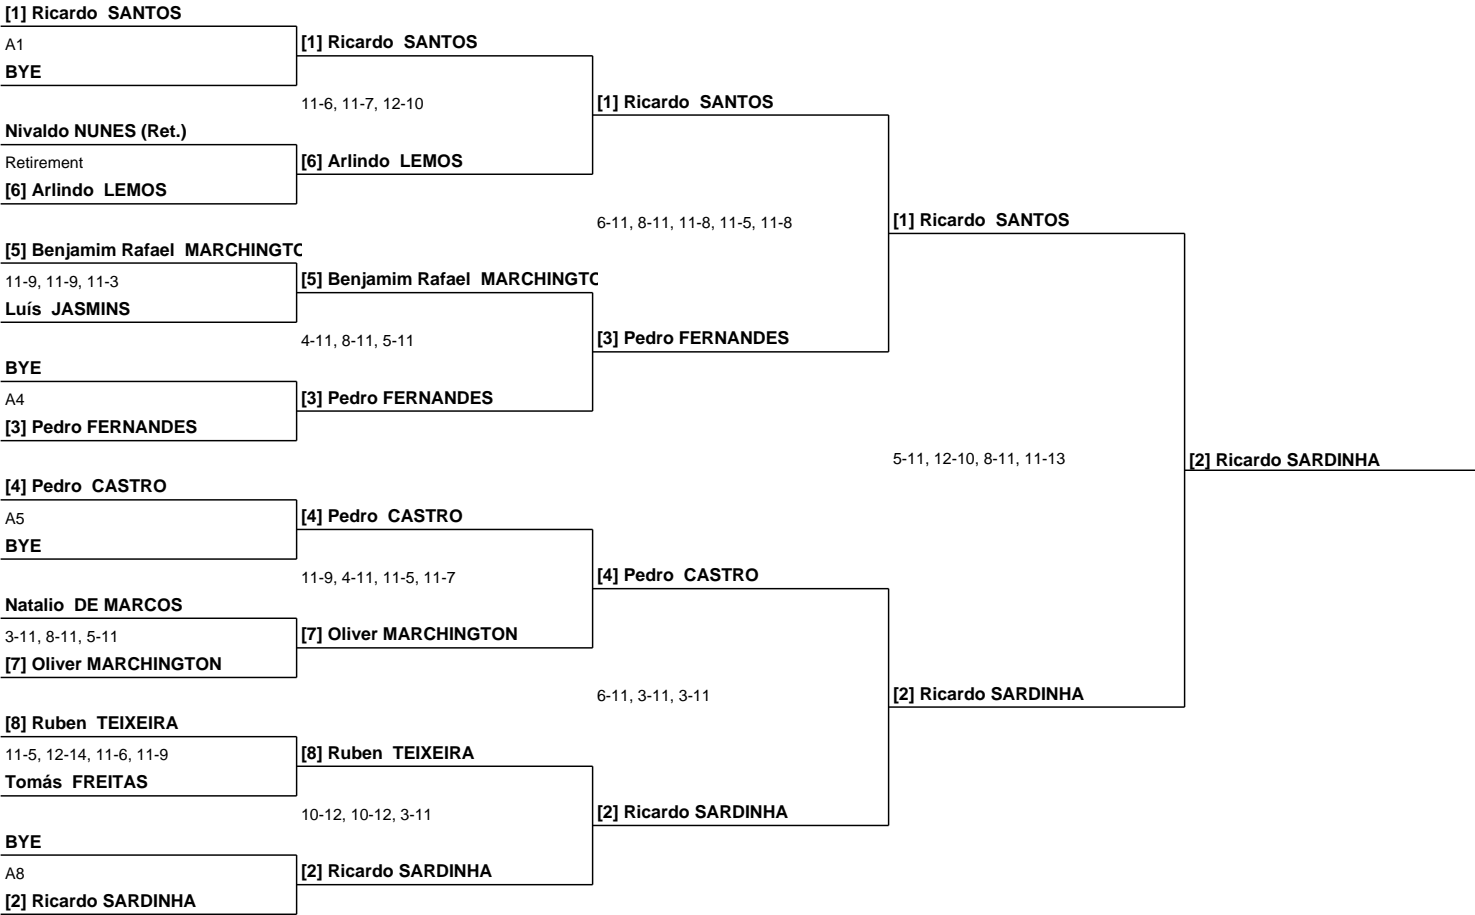 [1] Ricardo SANTOS
A1
BYE
Nivaldo NUNES (Ret.)
Retirement
[6] Arlindo LEMOS
[5] Benjamim Rafael MARCHINGTO
11-9, 11-9, 11-3
Luís JASMINS
BYE
A4
[3] Pedro FERNANDES
[4] Pedro CASTRO
A5
BYE
Natalio DE MARCOS
3-11, 8-11, 5-11
[7] Oliver MARCHINGTON
[8] Ruben TEIXEIRA
11-5, 12-14, 11-6, 11-9
Tomás FREITAS
BYE
A8
[2] Ricardo SARDINHA
[1] Ricardo SANTOS
11-6, 11-7, 12-10
[6] Arlindo LEMOS
[5] Benjamim Rafael MARCHINGTO
4-11, 8-11, 5-11
[3] Pedro FERNANDES
[4] Pedro CASTRO
11-9, 4-11, 11-5, 11-7
[7] Oliver MARCHINGTON
[8] Ruben TEIXEIRA
10-12, 10-12, 3-11
[2] Ricardo SARDINHA
[1] Ricardo SANTOS
6-11, 8-11, 11-8, 11-5, 11-8
[3] Pedro FERNANDES
[4] Pedro CASTRO
6-11, 3-11, 3-11
[2] Ricardo SARDINHA
[1] Ricardo SANTOS
5-11, 12-10, 8-11, 11-13
[2] Ricardo SARDINHA
[2] Ricardo SARDINHA